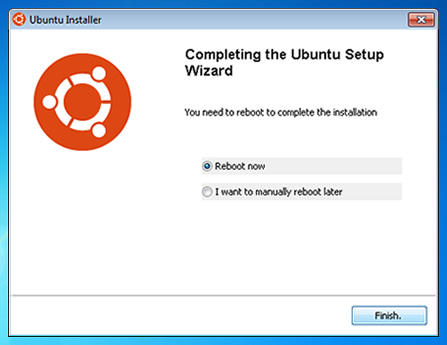 Ubuntu Installer
Completing the Ubuntu Setup
Wizard
You need to reboot to complete the installation
Reboot now
I want to manually reboot later
Finish.